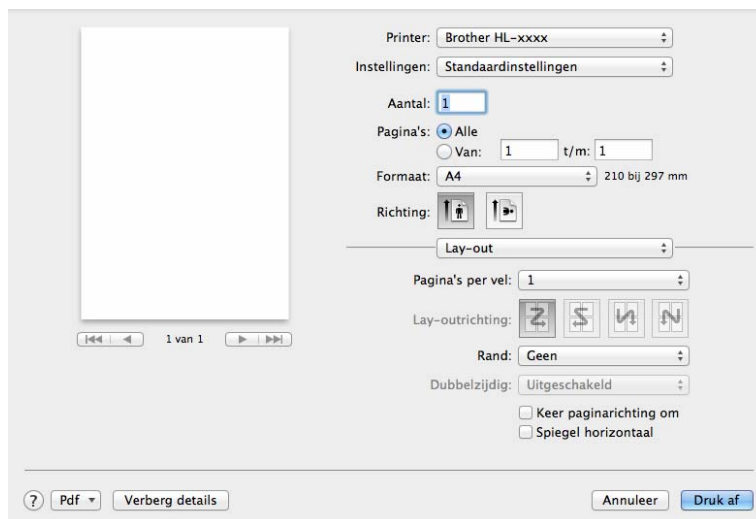 Printer: Brother HL-xxxx
Instellingen: Standaardinstellingen
Aantal: 1
Pagina's: Alle
Van: 1 t/m: 1
Formaat: A4 210 bij 297 mm
Richting:
Lay-out
Pagina's per vel: 1
Lay-outrichting:
Rand: Geen
Dubbelzijdig: Uitgeschakeld
Keer paginarichting om
Spiegel horizontaal
1 van 1
? Pdf Verberg details Annuleer Druk af